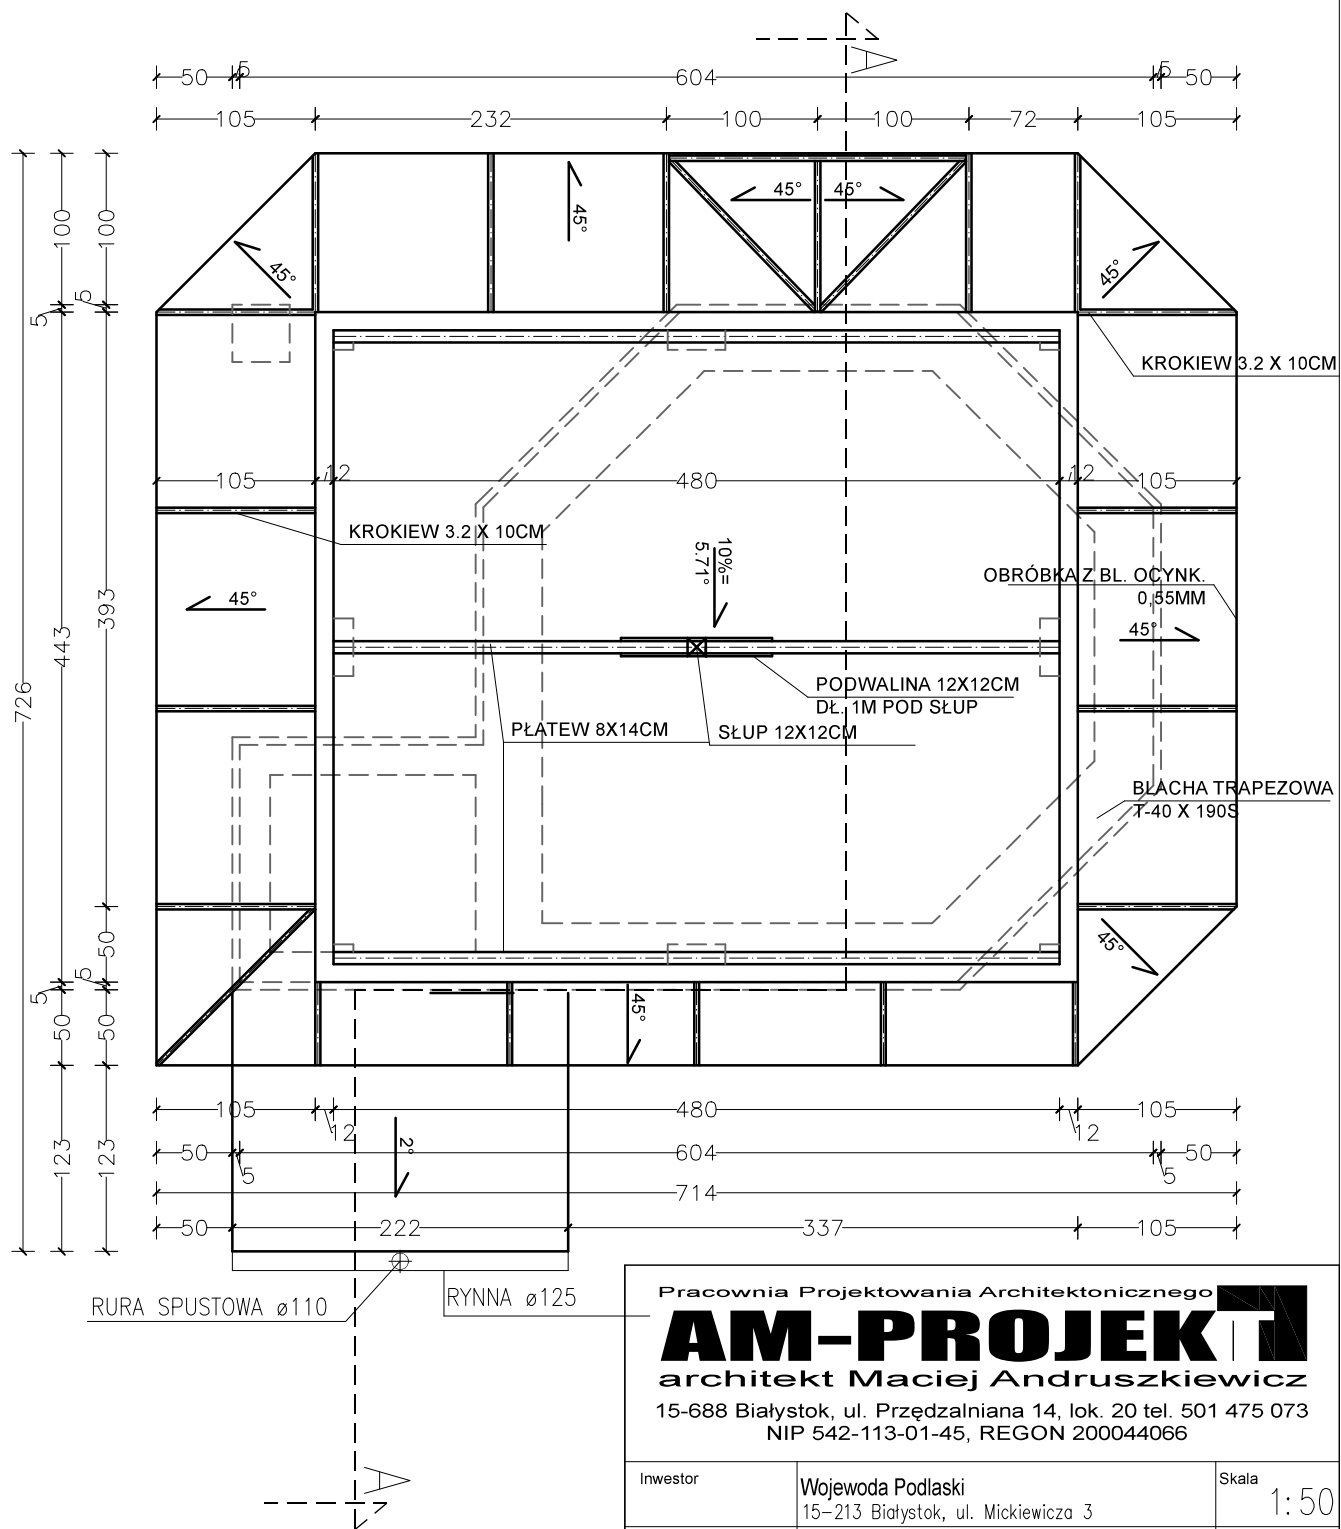 A
50 5 604 5 50
105 232 100 100 72 105
45° 45°
45°
45°
45°
100
100
5
5
KROKIEW 3.2 X 10CM
105 12 480 12 105
KROKIEW 3.2 X 10CM
10%=
5.71°
OBRÓBKA Z BL. OCYNK.
0,55MM
45°
45°
443
393
726
PODWALINA 12X12CM
DŁ. 1M POD SŁUP
PŁATEW 8X14CM
SŁUP 12X12CM
BLACHA TRAPEZOWA
T-40 X 190S
45°
50
5
5
50
50
45°
105 12 480 12 105
123
123
2°
50 5 604 5 50
714
50 222 337 105
RURA SPUSTOWA ø110
RYNNA ø125
A
Pracownia Projektowania Architektonicznego
AM-PROJEKT
architekt Maciej Andruszkiewicz
15-688 Białystok, ul. Przędzalniana 14, lok. 20 tel. 501 475 073
NIP 542-113-01-45, REGON 200044066
Inwestor
Wojewoda Podlaski
15-213 Białystok, ul. Mickiewicza 3
Skala
1:50